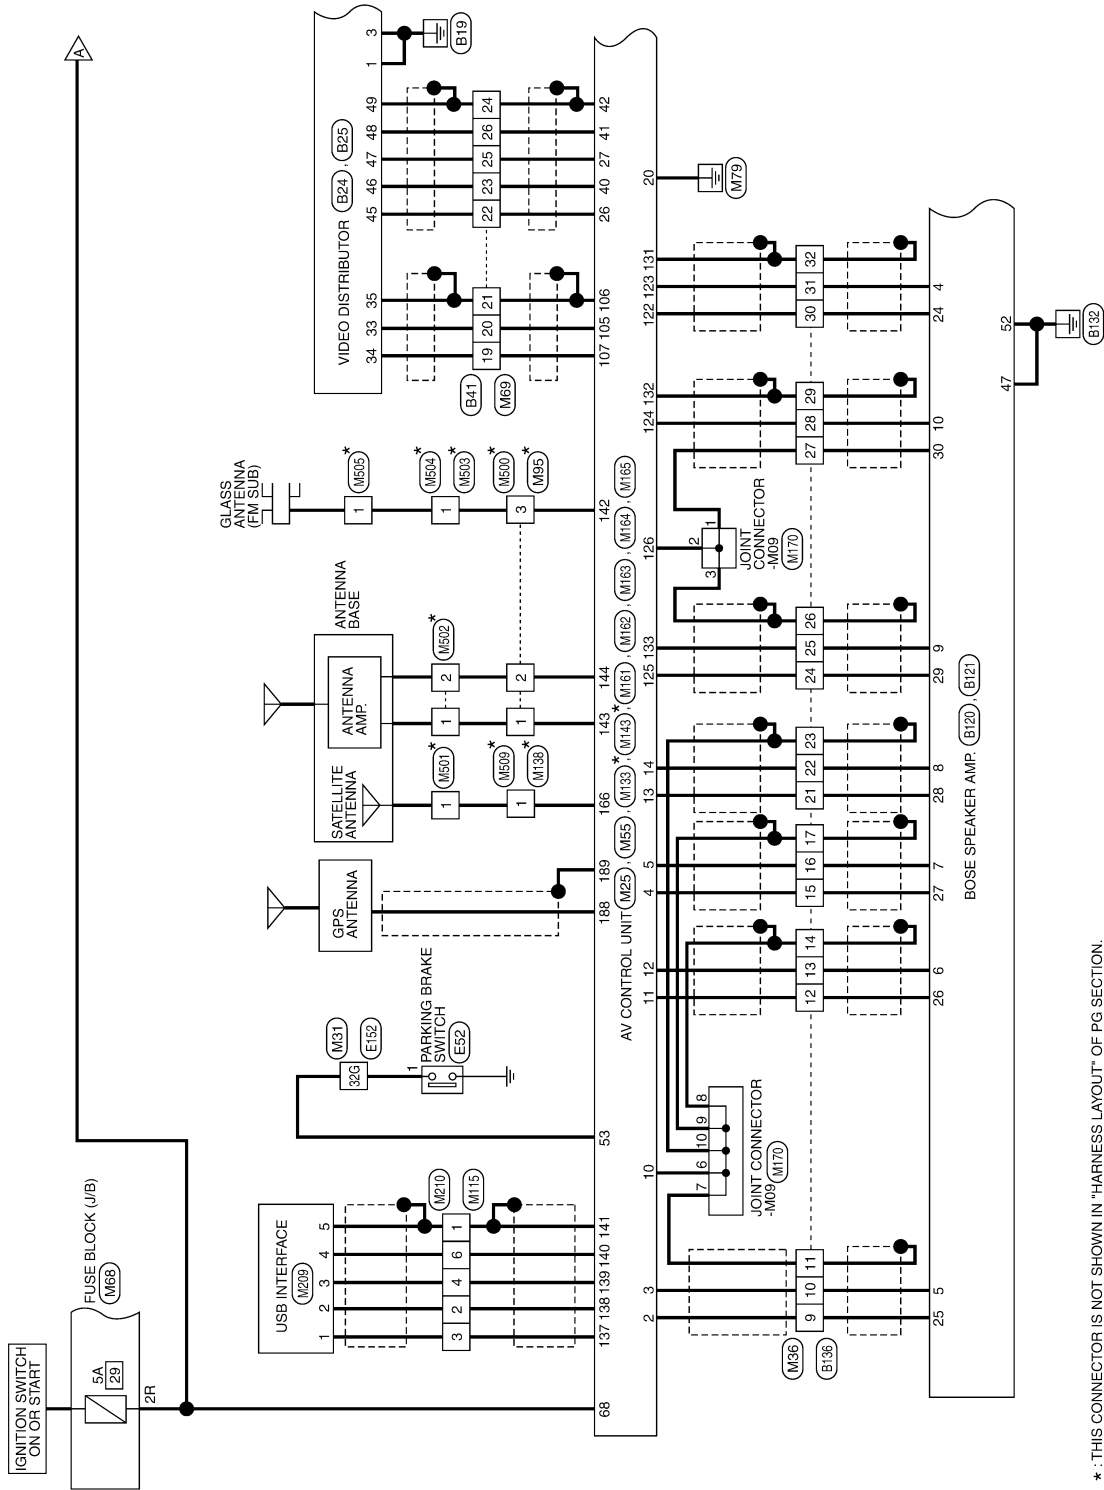 IGNITION SWITCH
ON OR START
FUSE BLOCK (J/B)
M68
5A
29
2R
A
USB INTERFACE
M209
1
2
3
4
5
M210
M115
3
2
4
6
1
137
138
139
140
141
M31
E152
32G
1
PARKING BRAKE
SWITCH
E52
53
GPS
ANTENNA
188
189
SATELLITE
ANTENNA
ANTENNA
AMP.
ANTENNA
BASE
1
M501
*
1
2
M502
*
1
M509
*
M138
*
1
2
166
143
144
GLASS
ANTENNA
(FM SUB)
1
M505
*
1
M504
*
M503
*
3
M500
*
M95
*
142
VIDEO DISTRIBUTOR B24 , B25
34
33
35
45
46
47
48
49
1
3
B19
B41
M69
19
20
21
22
23
25
26
24
107
105
106
26
40
27
41
42
68
AV CONTROL UNIT M25 , M55
M133 * , M143 * , M161 , M162 , M163 , M164 , M165
2
3
10
11
12
4
5
13
14
125
133
126
124
132
122
123
131
20
M79
7
6
10
9
8
JOINT CONNECTOR
-M09 M170
3
2
1
JOINT
CONNECTOR
-M09
M170
M36
B136
9
10
11
12
13
14
15
16
17
21
22
23
24
25
26
27
28
29
30
31
32
25
5
26
6
27
7
28
8
29
9
30
10
24
4
47
52
B132
BOSE SPEAKER AMP. B120 , B121
* : THIS CONNECTOR IS NOT SHOWN IN "HARNESS LAYOUT" OF PG SECTION.